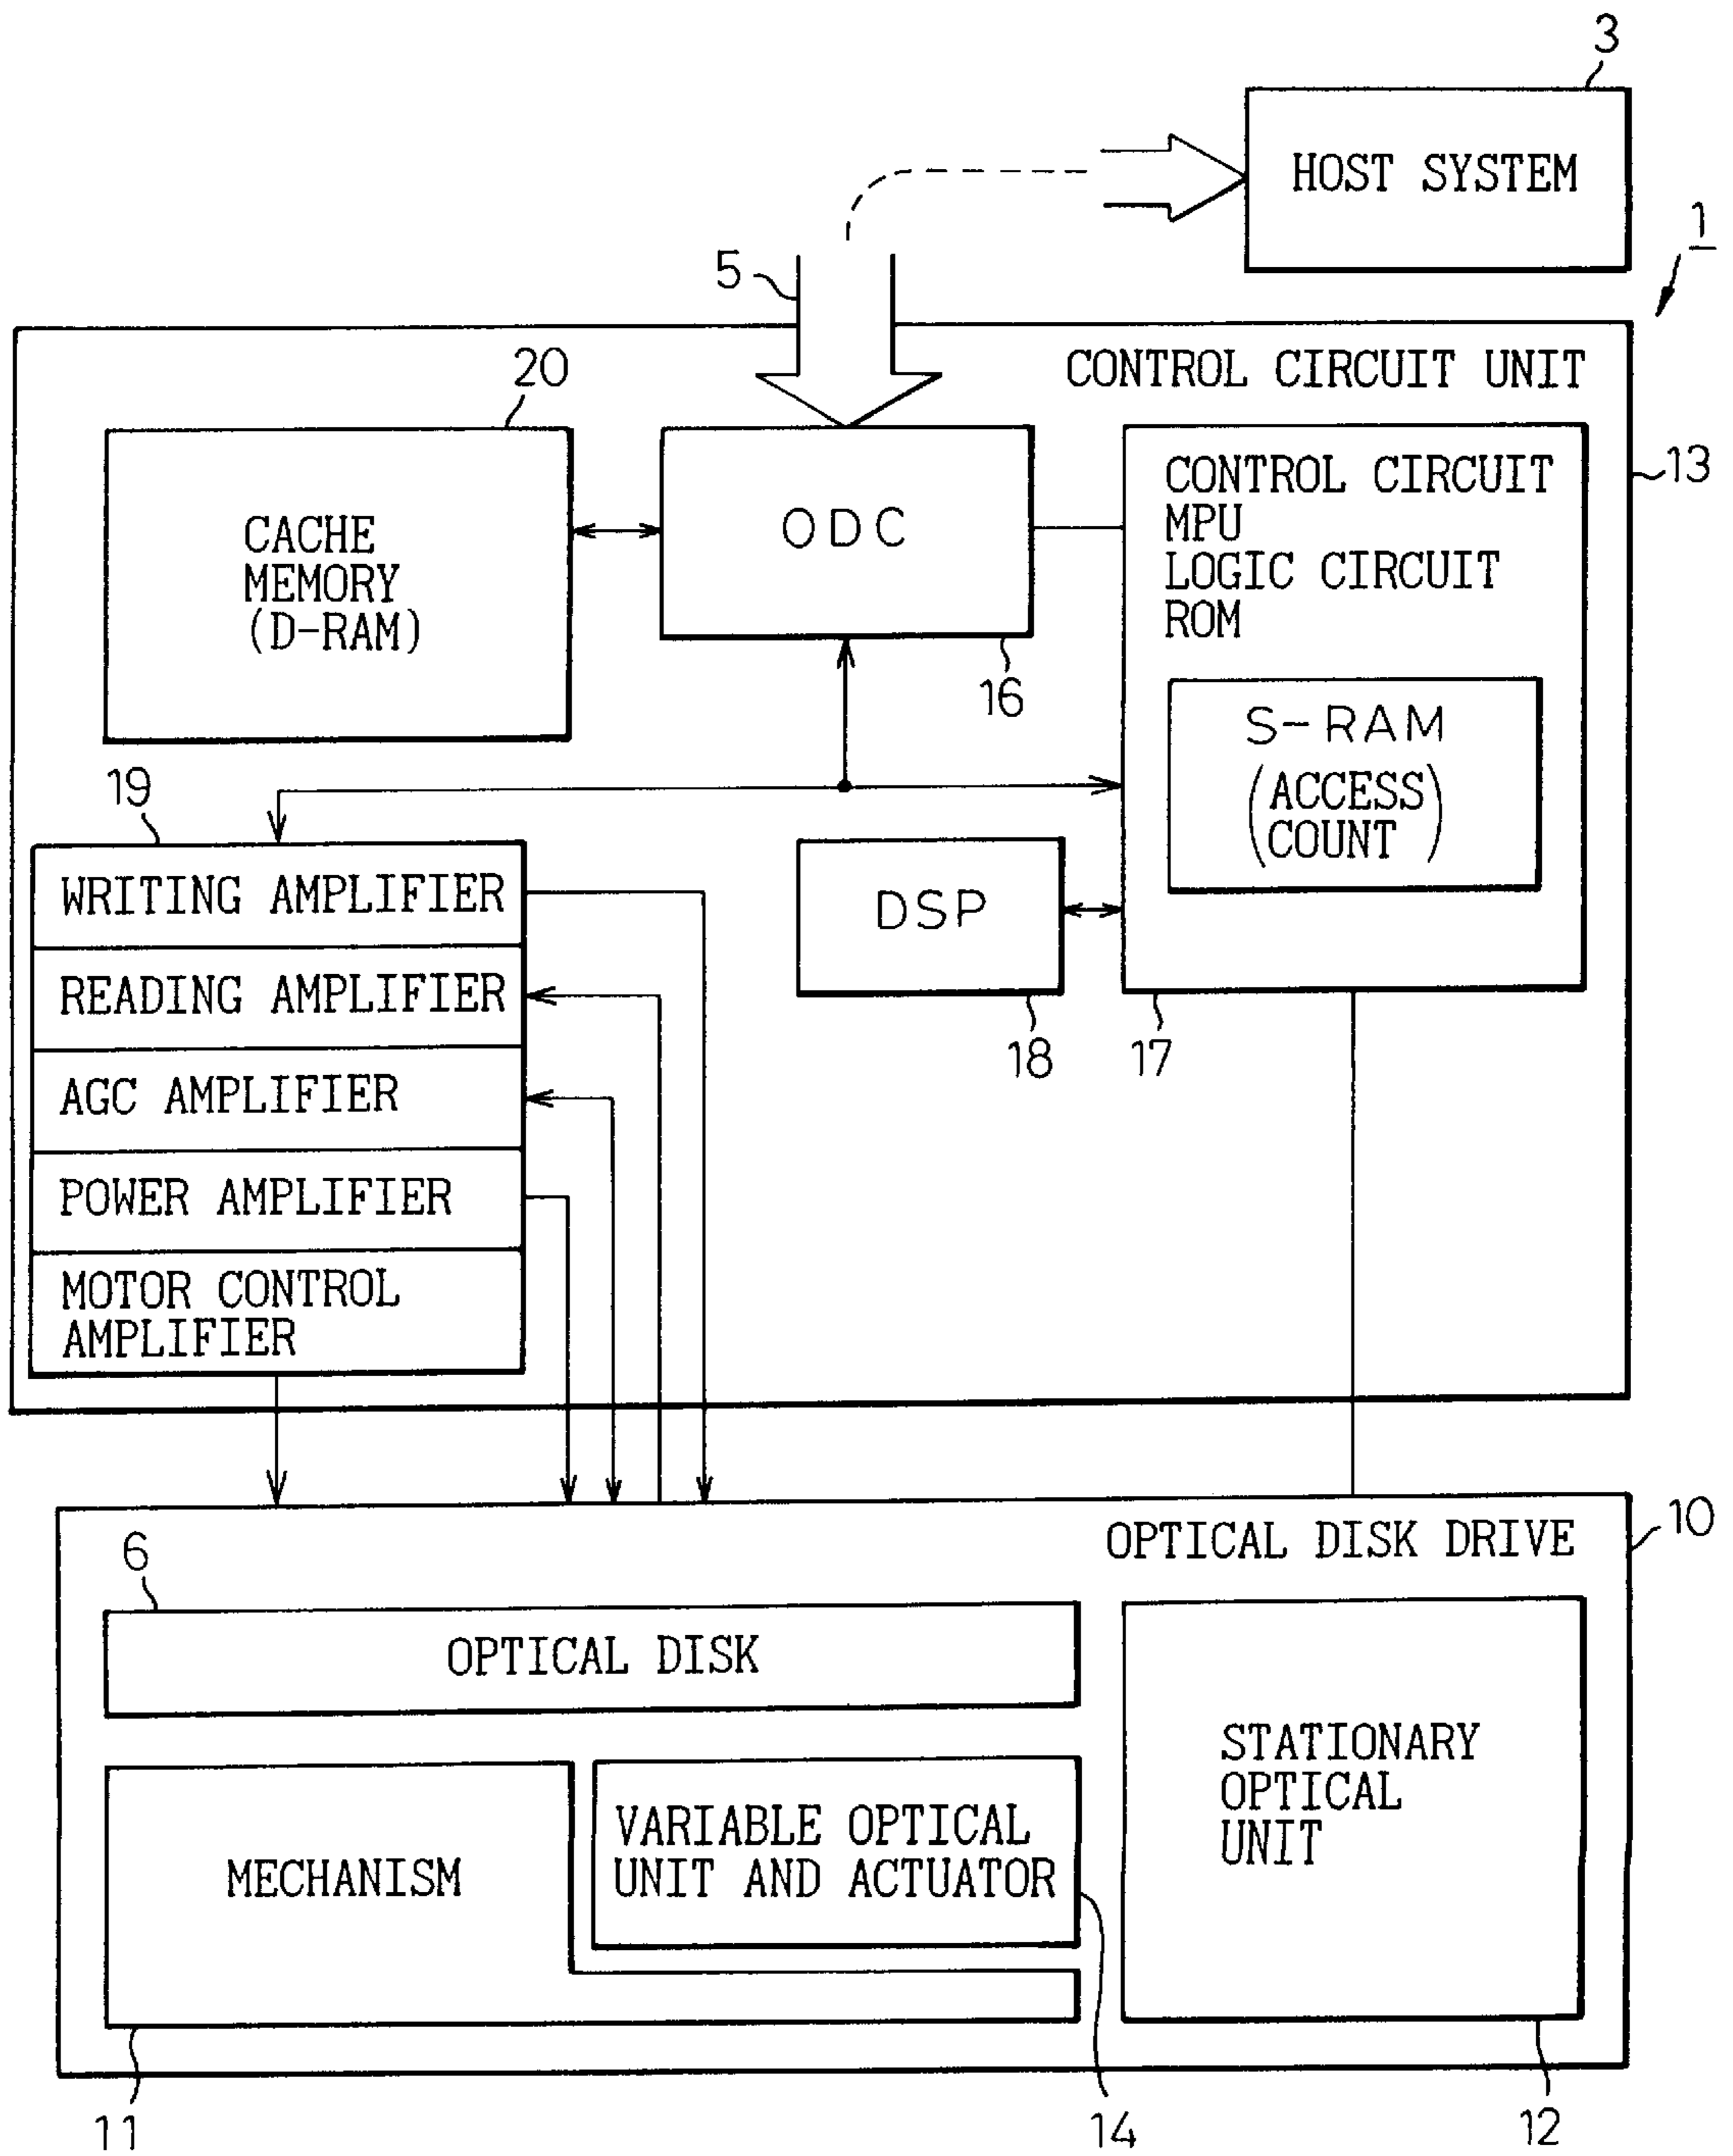 3
HOST SYSTEM
1
5
CONTROL CIRCUIT UNIT
20
13
CACHE
MEMORY
(D-RAM)
ODC
16
CONTROL CIRCUIT
MPU
LOGIC CIRCUIT
ROM
S-RAM
(ACCESS
COUNT)
19
WRITING AMPLIFIER
READING AMPLIFIER
AGC AMPLIFIER
POWER AMPLIFIER
MOTOR CONTROL
AMPLIFIER
DSP
18
17
OPTICAL DISK DRIVE
10
6
OPTICAL DISK
MECHANISM
VARIABLE OPTICAL
UNIT AND ACTUATOR
STATIONARY
OPTICAL
UNIT
11
14
12